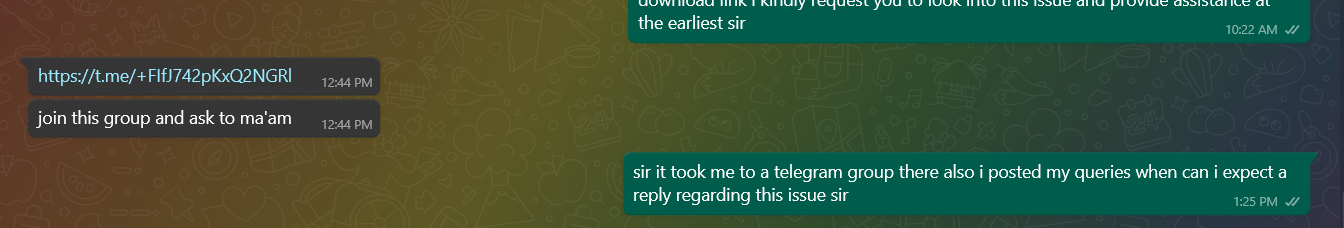 download link i kindly request you to look into this issue and provide assistance at
the earliest sir
10:22 AM
https://t.me/+FIfJ742pKxQ2NGRl
12:44 PM
join this group and ask to ma'am
12:44 PM
sir it took me to a telegram group there also i posted my queries when can i expect a
reply regarding this issue sir
1:25 PM